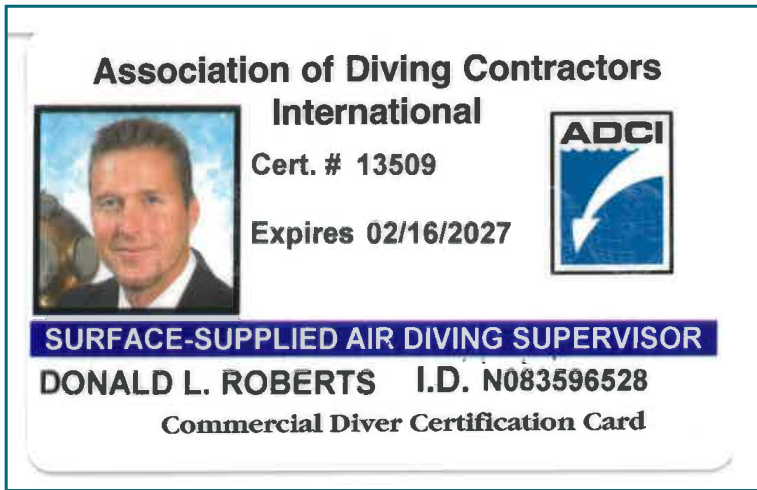 Association of Diving Contractors
International
ADCI
Cert. # 13509
Expires 02/16/2027
SURFACE-SUPPLIED AIR DIVING SUPERVISOR
DONALD L. ROBERTS I.D. N083596528
Commercial Diver Certification Card